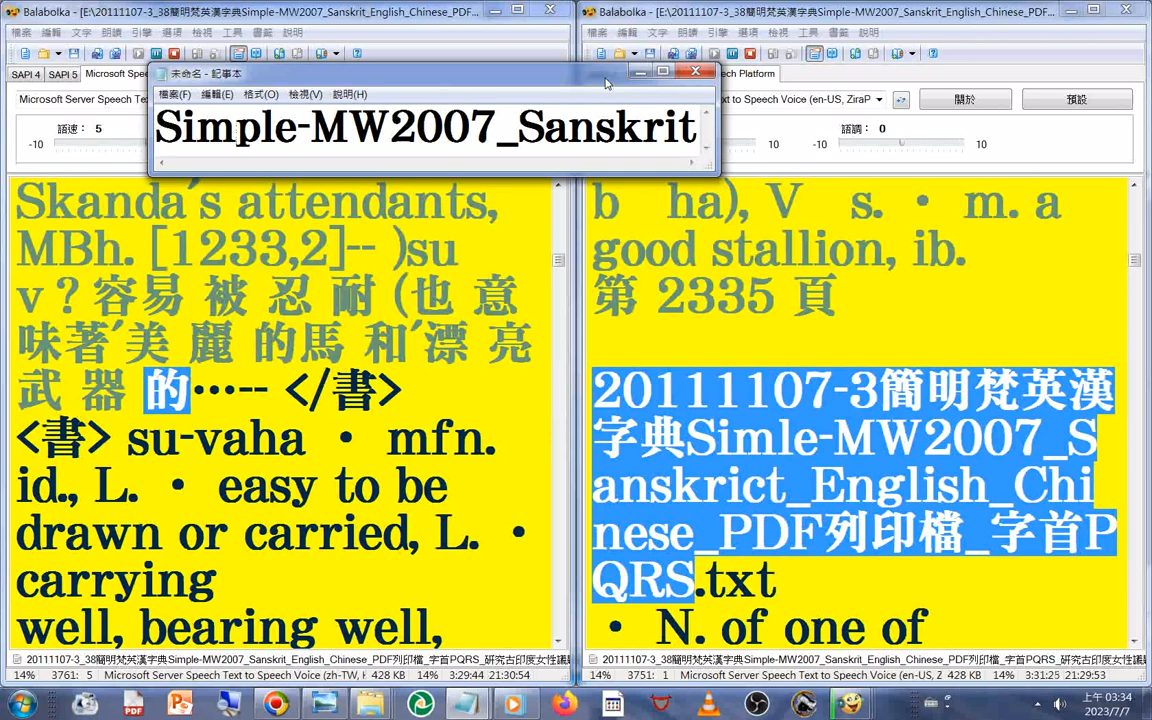 Balabolka - [E:\20111107-3_38簡明梵英漢字典Simple-MW2007_Sanskrit_English_Chinese_PDF...
檔案 編輯 文字 朗讀 引擎 選項 檢視 工具 書籤 說明
SAPI 4 SAPI 5 Microsoft Spee
Microsoft Server Speech Text
語速： 5
-10
未命名 - 記事本
檔案(F) 編輯(E) 格式(O) 檢視(V) 說明(H)
Simple-MW2007_Sanskrit
Skanda's attendants,
MBh. [1233,2]-- )su
v ? 容易 被 忍 耐 (也 意
味著'美 麗 的馬 和'漂 亮
武 器 的…-- </書>
<書> su-vaha • mfn.
id., L. • easy to be
drawn or carried, L. •
carrying
well, bearing well,
20111107-3_38簡明梵英漢字典Simple-MW2007_Sanskrit_English_Chinese_PDF列印檔_字首PQRS_研究古印度女性議題
14% 3761: 5 Microsoft Server Speech Text to Speech Voice (zh-TW, H 428 KB 14% 3:29:44 21:30:54
Balabolka - [E:\20111107-3_38簡明梵英漢字典Simple-MW2007_Sanskrit_English_Chinese_PDF...
檔案 編輯 文字 朗讀 引擎 選項 檢視 工具 書籤 說明
ech Platform
t to Speech Voice (en-US, ZiraP 關於 預設
語調： 0
10 -10 10
b ha), V s. • m. a
good stallion, ib.
第 2335 頁
20111107-3簡明梵英漢
字典Simle-MW2007_S
anskrict_English_Chi
nese_PDF列印檔_字首P
QRS.txt
• N. of one of
20111107-3_38簡明梵英漢字典Simple-MW2007_Sanskrit_English_Chinese_PDF列印檔_字首PQRS_研究古印度女性議題
14% 3751: 1 Microsoft Server Speech Text to Speech Voice (en-US, Z 428 KB 14% 3:31:25 21:29:53
上午 03:34
2023/7/7